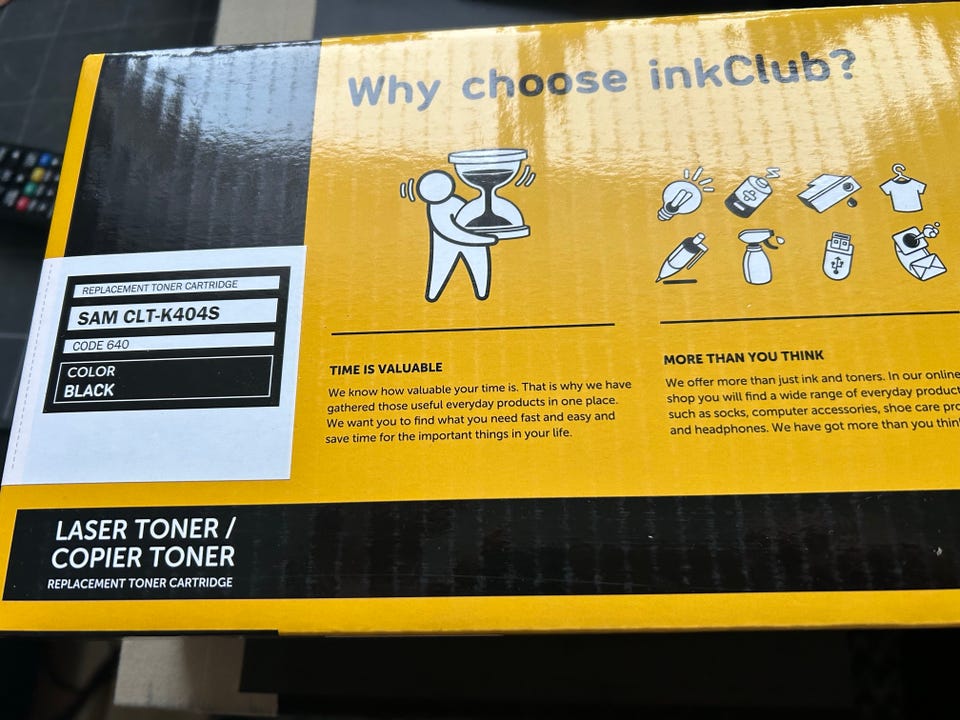 Why choose inkClub?
REPLACEMENT TONER CARTRIDGE
SAM CLT-K404S
CODE 640
COLOR
BLACK
TIME IS VALUABLE
We know how valuable your time is. That is why we have
gathered those useful everyday products in one place.
We want you to find what you need fast and easy and
save time for the important things in your life.
MORE THAN YOU THINK
We offer more than just ink and toners. In our online
shop you will find a wide range of everyday product
such as socks, computer accessories, shoe care pro
and headphones. We have got more than you thin
LASER TONER /
COPIER TONER
REPLACEMENT TONER CARTRIDGE